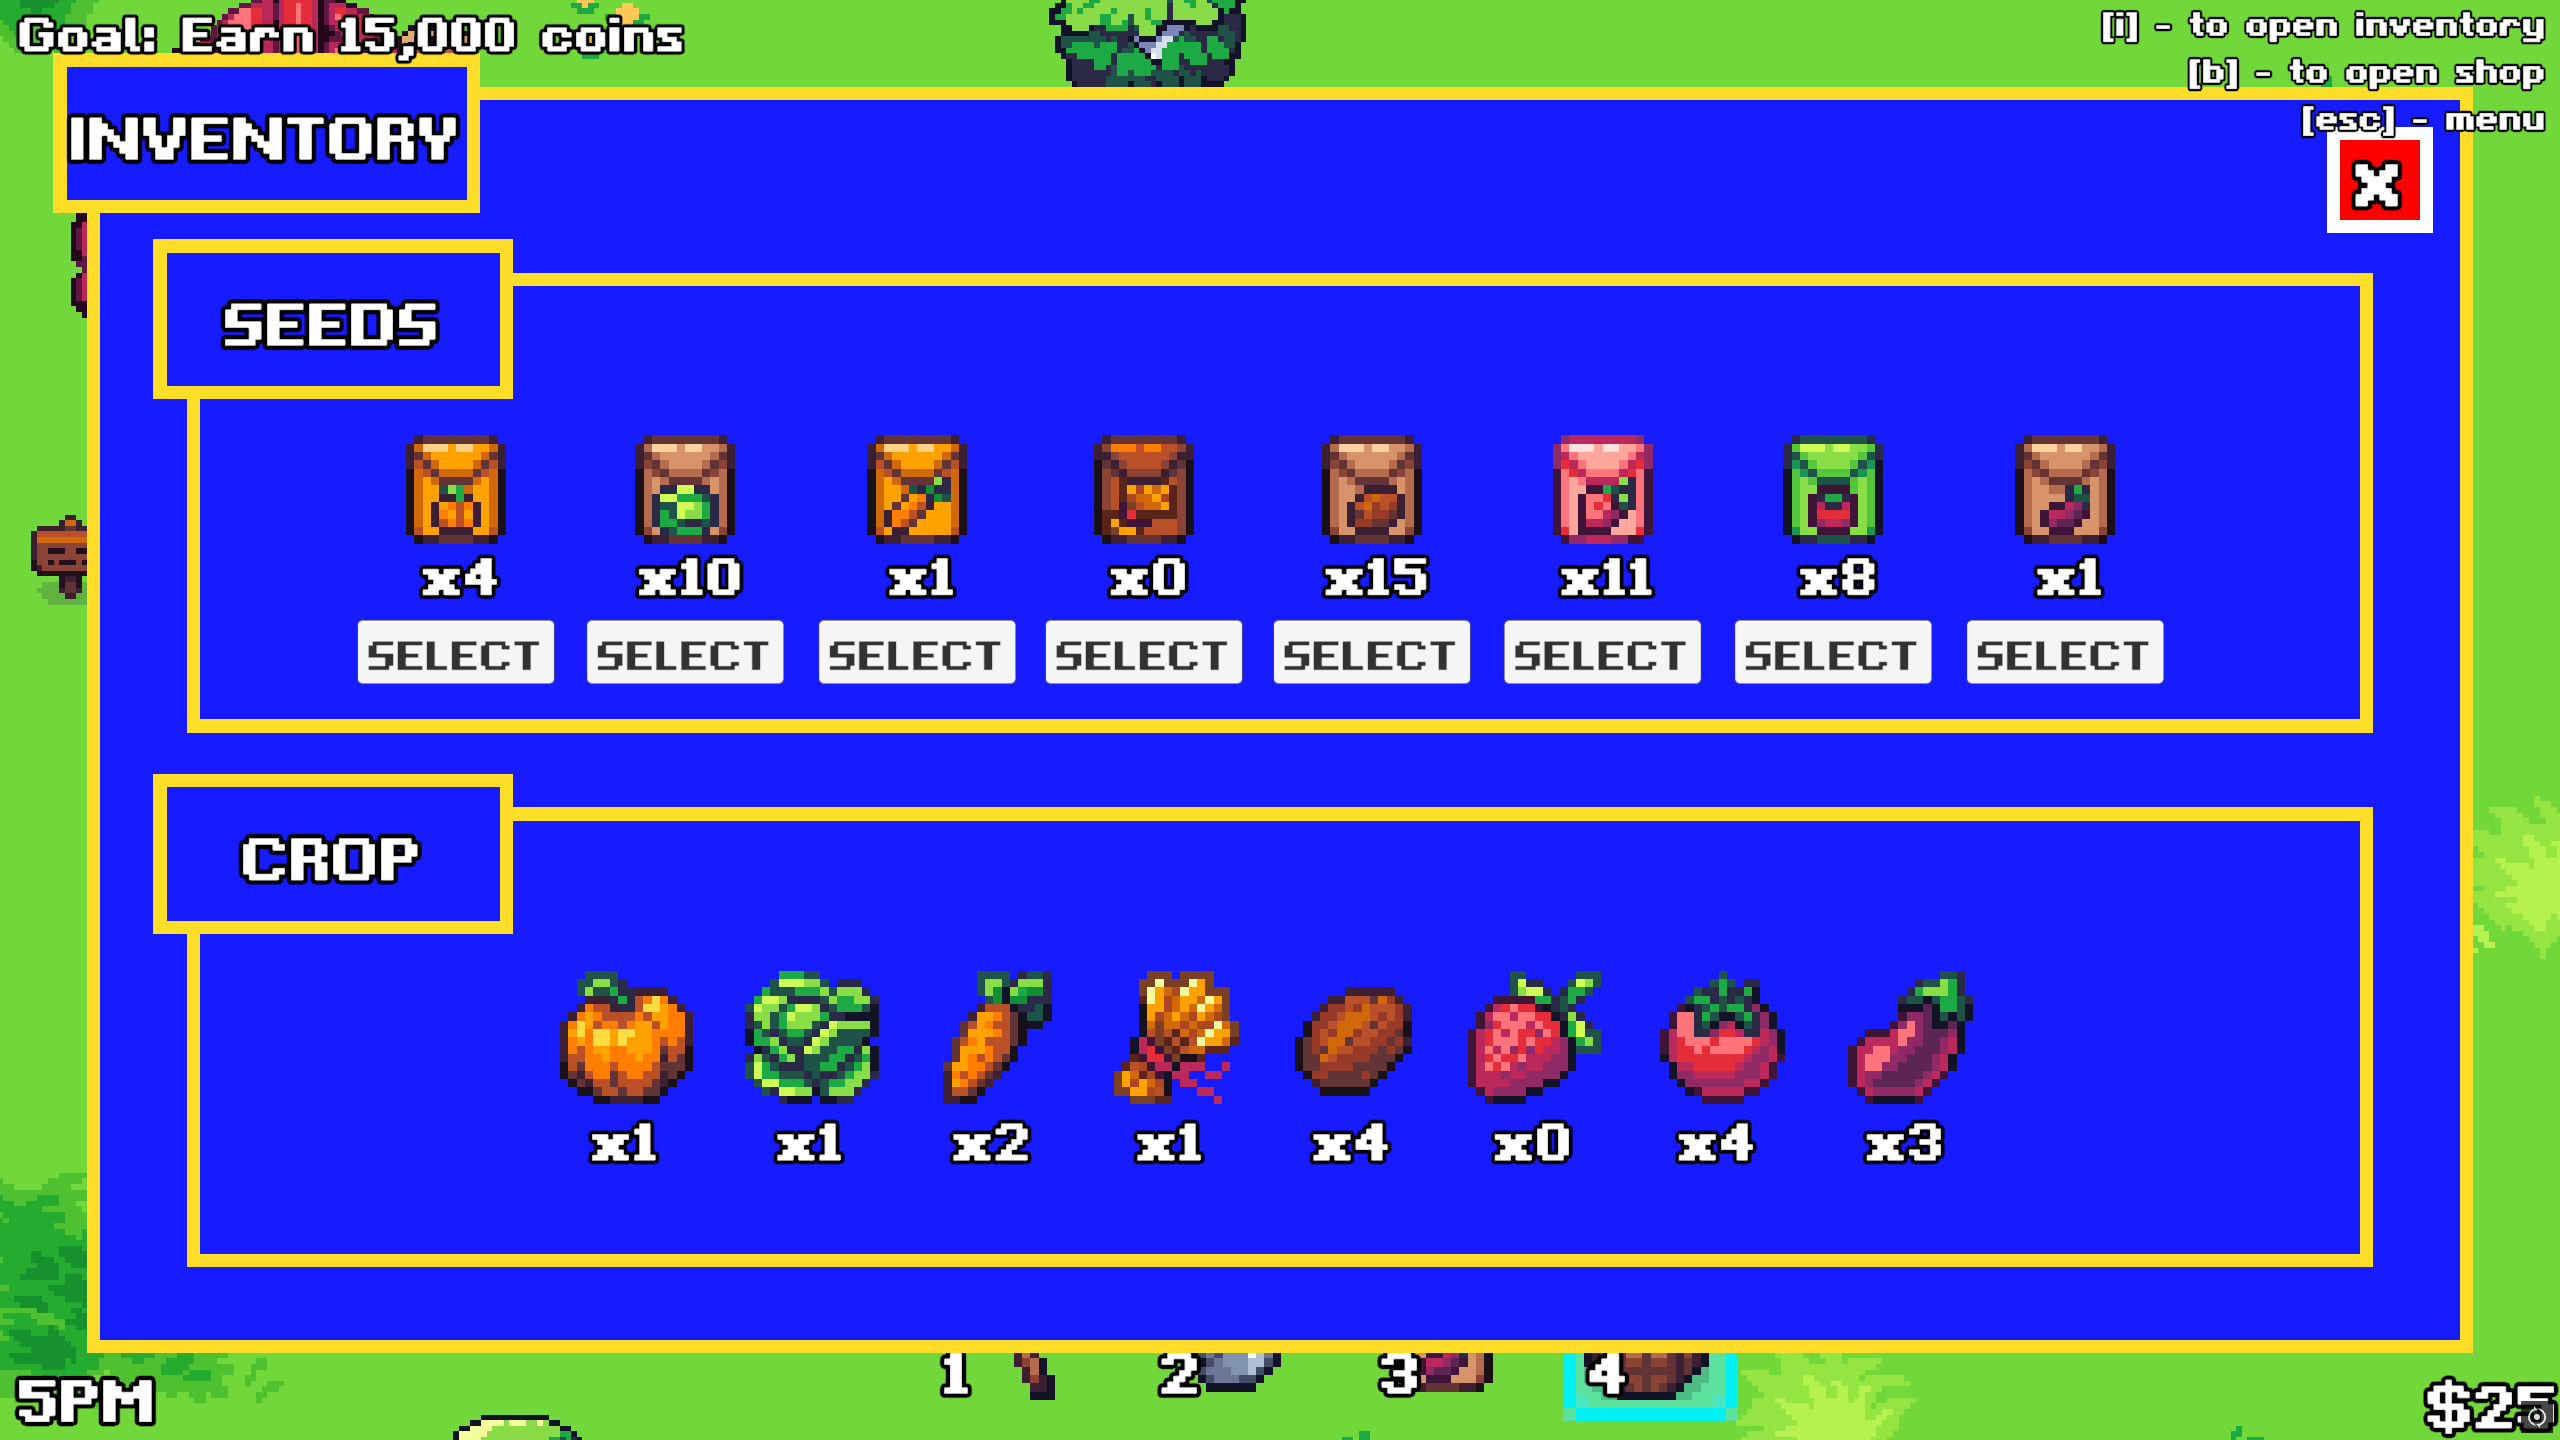 Goal: Earn 15,000 coins
[i] - to open inventory
[b] - to open shop
[esc] - menu
INVENTORY
X
SEEDS
x4 x10 x1 x0 x15 x11 x8 x1
SELECT SELECT SELECT SELECT SELECT SELECT SELECT SELECT
CROP
x1 x1 x2 x1 x4 x0 x4 x3
1 2 3 4
5PM
$25